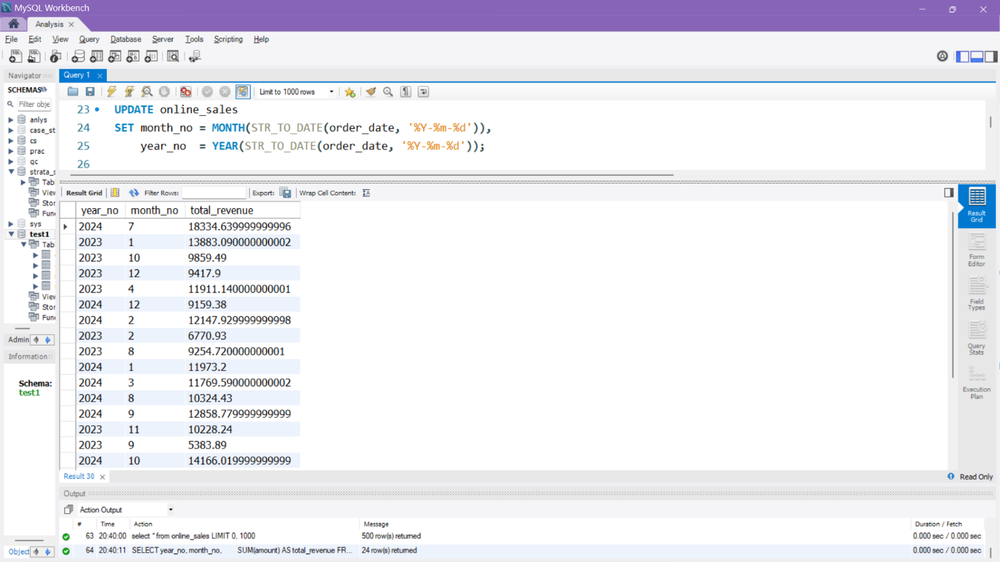 MySQL Workbench
Analysis
File Edit View Query Database Server Tools Scripting Help
Navigator
Query 1
SCHEMAS
Filter obje
Limit to 1000 rows
anlys
case_st
cs
prac
qc
strata_s
Tab
View
Stor
Fun
sys
test1
Tab
View
Stor
Fun
Admin
Information
Schema:
test1
Object
23 UPDATE online_sales
24 SET month_no = MONTH(STR_TO_DATE(order_date, '%Y-%m-%d')),
25 year_no = YEAR(STR_TO_DATE(order_date, '%Y-%m-%d'));
26
Result Grid Filter Rows: Export: Wrap Cell Content:
year_no month_no total_revenue
2024 7 18334.639999999996
2023 1 13883.090000000002
2023 10 9859.49
2023 12 9417.9
2023 4 11911.140000000001
2024 12 9159.38
2024 2 12147.929999999998
2023 2 6770.93
2023 8 9254.720000000001
2024 1 11973.2
2024 3 11769.590000000002
2024 8 10324.43
2024 9 12858.779999999999
2023 11 10228.24
2023 9 5383.89
2024 10 14166.019999999999
Result
Grid
Form
Editor
Field
Types
Query
Stats
Execution
Plan
Result 30
Read Only
Output
Action Output
# Time Action Message Duration / Fetch
63 20:40:00 select * from online_sales LIMIT 0, 1000 500 row(s) returned 0.000 sec / 0.000 sec
64 20:40:11 SELECT year_no, month_no, SUM(amount) AS total_revenue FR... 24 row(s) returned 0.000 sec / 0.000 sec